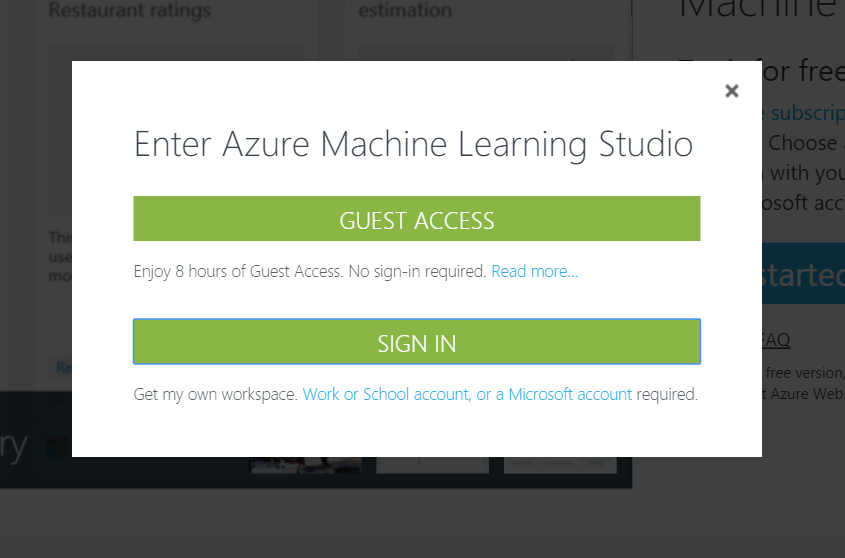 Restaurant ratings
estimation
Machine
for free
subscrip
Choose
with you
osoft acc
started
FAQ
free version,
t Azure Web
Enter Azure Machine Learning Studio
GUEST ACCESS
Enjoy 8 hours of Guest Access. No sign-in required. Read more...
SIGN IN
Get my own workspace. Work or School account, or a Microsoft account required.
This
use
mo
Re
ry